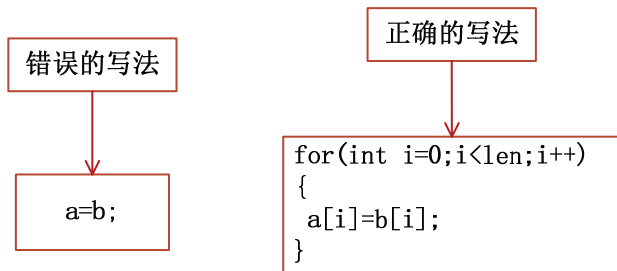 错误的写法
a=b;
正确的写法
for(int i=0;i<len;i++)
{
a[i]=b[i];
}